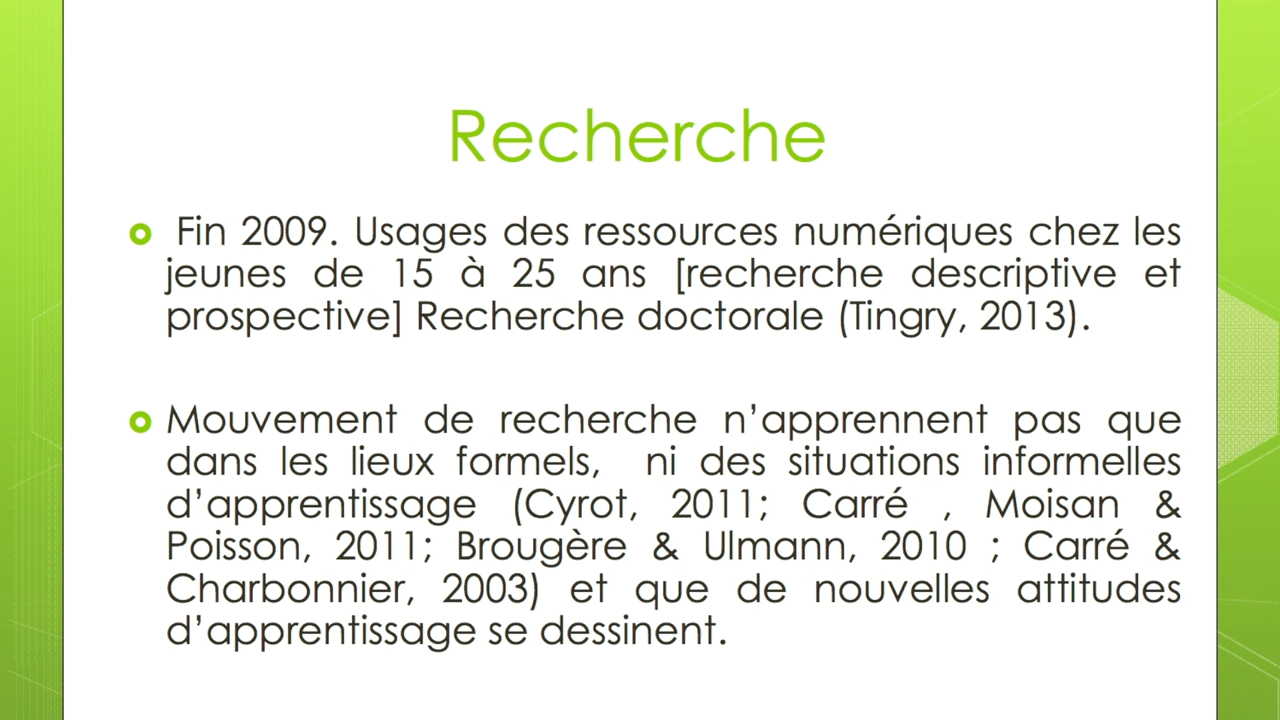 Recherche
Fin 2009. Usages des ressources numériques chez les
jeunes de 15 à 25 ans [recherche descriptive et
prospective] Recherche doctorale (Tingry, 2013).
Mouvement de recherche n’apprennent pas que
dans les lieux formels, ni des situations informelles
d’apprentissage (Cyrot, 2011; Carré , Moisan &
Poisson, 2011; Brougère & Ulmann, 2010 ; Carré &
Charbonnier, 2003) et que de nouvelles attitudes
d’apprentissage se dessinent.